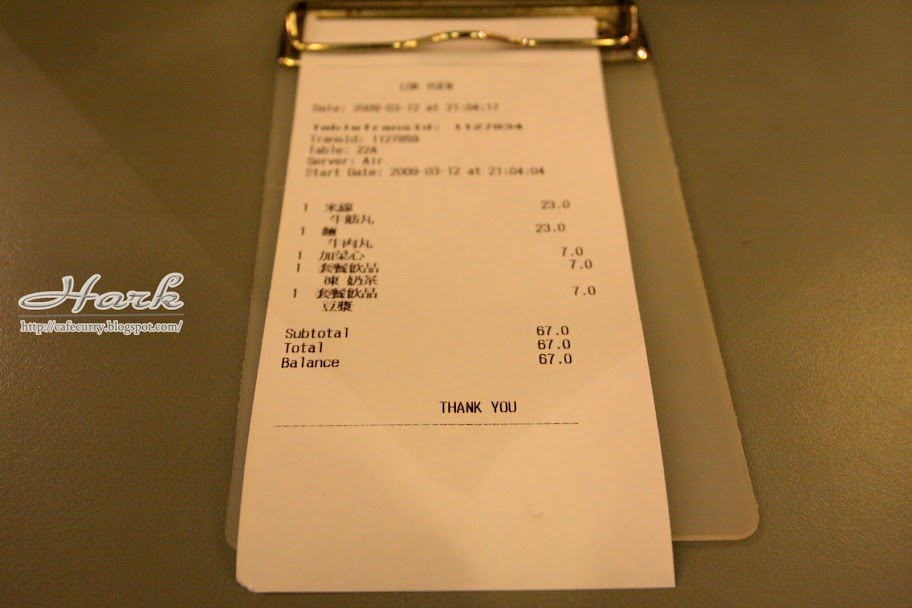 LOK YUEN
Date: 2009-03-12 at 21:04:17
TableTransId: 1127834
TransId: 1127850
Table: 22A
Server: Air
Start Date: 2009-03-12 at 21:04:04
1 米線 23.0
牛筋丸
1 麵 23.0
牛肉丸
1 加菜心 7.0
1 套餐飲品 7.0
凍 奶茶
1 套餐飲品 7.0
豆漿
Subtotal 67.0
Total 67.0
Balance 67.0
THANK YOU
Hark
http://cafecurry.blogspot.com/